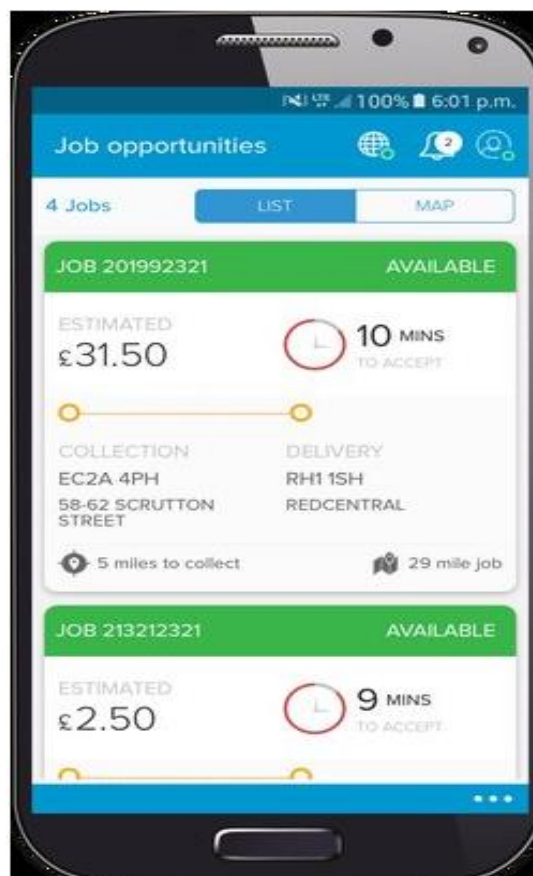 LTE 100% 6:01 p.m.
Job opportunities 2
4 Jobs LIST MAP
JOB 201992321 AVAILABLE
ESTIMATED
£31.50
10 MINS
TO ACCEPT
COLLECTION
EC2A 4PH
58-62 SCRUTTON
STREET
DELIVERY
RH1 1SH
REDCENTRAL
5 miles to collect
29 mile job
JOB 213212321 AVAILABLE
ESTIMATED
£2.50
9 MINS
TO ACCEPT